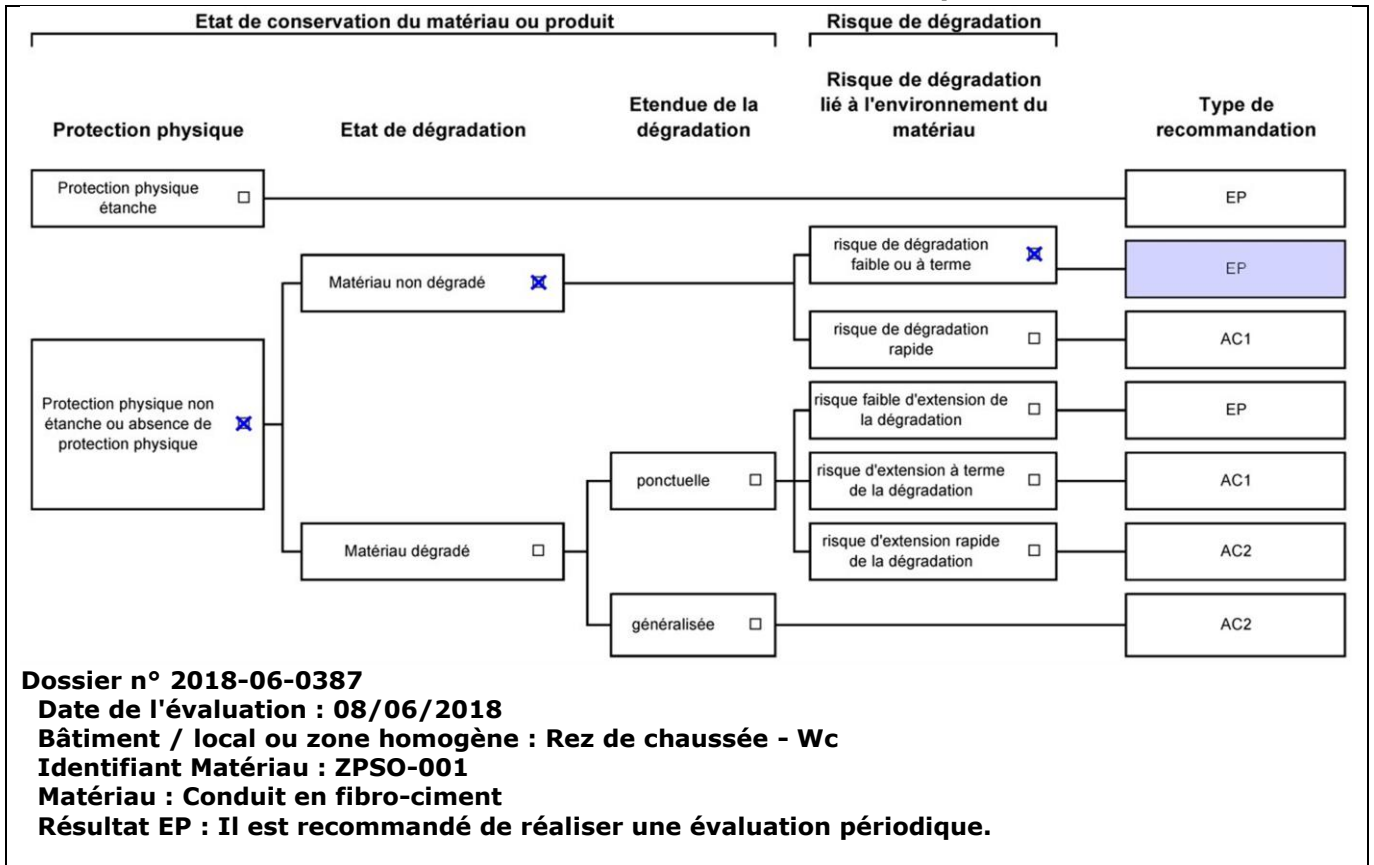 Etat de conservation du matériau ou produit
Risque de dégradation
Protection physique
Etat de dégradation
Etendue de la
dégradation
Risque de dégradation
lié à l'environnement du
matériau
Type de
recommandation
Protection physique
étanche
EP
risque de dégradation
faible ou à terme
EP
Matériau non dégradé
risque de dégradation
rapide
AC1
Protection physique non
étanche ou absence de
protection physique
risque faible d'extension de
la dégradation
EP
ponctuelle
risque d'extension à terme
de la dégradation
AC1
Matériau dégradé
risque d'extension rapide
de la dégradation
AC2
généralisée
AC2
Dossier n° 2018-06-0387
Date de l'évaluation : 08/06/2018
Bâtiment / local ou zone homogène : Rez de chaussée - Wc
Identifiant Matériau : ZPSO-001
Matériau : Conduit en fibro-ciment
Résultat EP : Il est recommandé de réaliser une évaluation périodique.